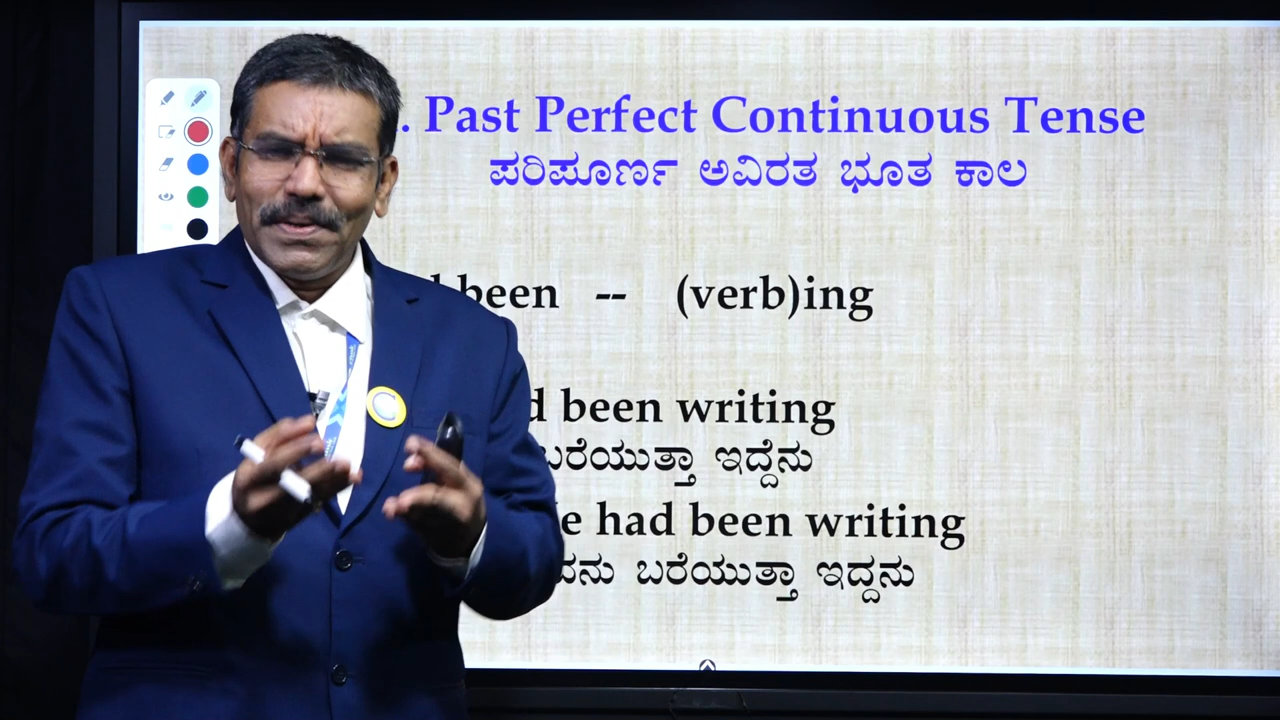 . Past Perfect Continuous Tense
ಪರಿಪೂರ್ಣ ಅವಿರತ ಭೂತ ಕಾಲ
been -- (verb)ing
been writing
ಬರೆಯುತ್ತಾ ಇದ್ದೆನು
had been writing
ಬರೆಯುತ್ತಾ ಇದ್ದನು